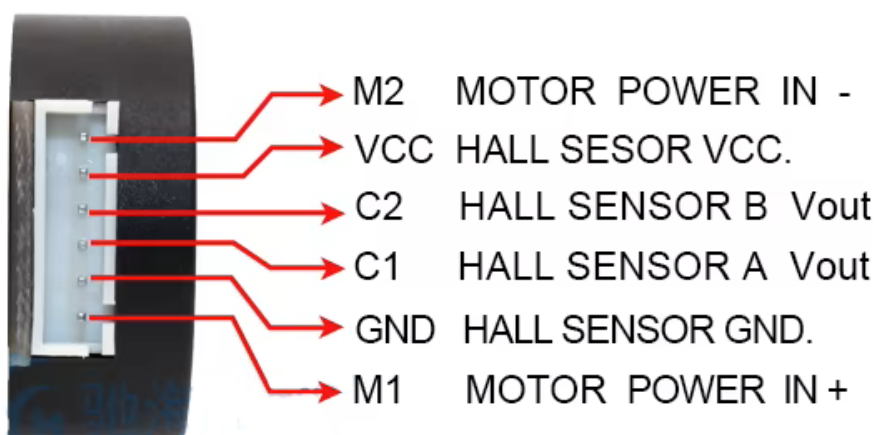 M2 MOTOR POWER IN -
VCC HALL SESOR VCC.
C2 HALL SENSOR B Vout
C1 HALL SENSOR A Vout
GND HALL SENSOR GND.
M1 MOTOR POWER IN +